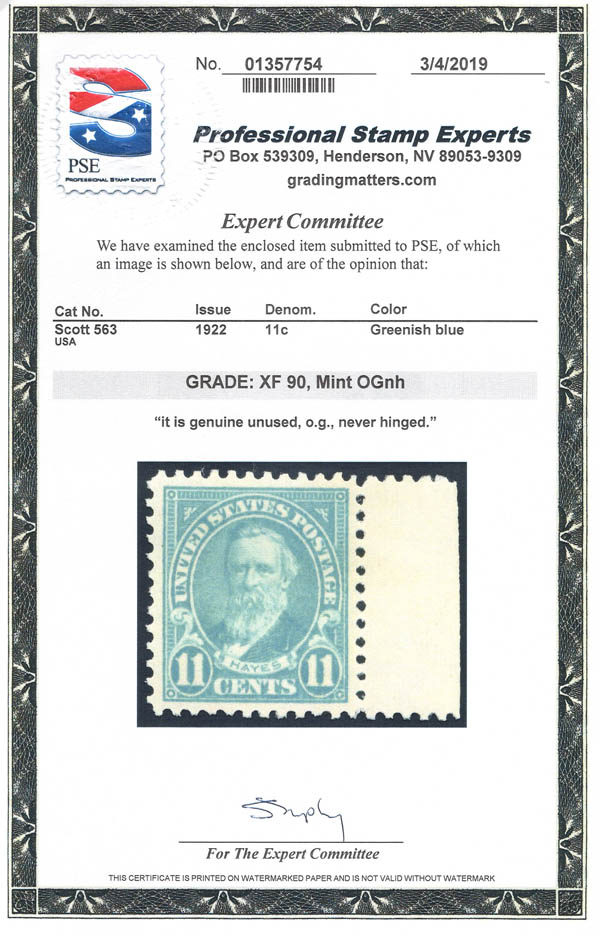 No. 01357754 3/4/2019
PSE
PROFESSIONAL STAMP EXPERTS
Professional Stamp Experts
PO Box 539309, Henderson, NV 89053-9309
gradingmatters.com
Expert Committee
We have examined the enclosed item submitted to PSE, of which
an image is shown below, and are of the opinion that:
Cat No. Issue Denom. Color
Scott 563 1922 11c Greenish blue
USA
GRADE: XF 90, Mint OGnh
“it is genuine unused, o.g., never hinged.”
UNITED STATES POSTAGE
HAYES
11 CENTS 11
For The Expert Committee
THIS CERTIFICATE IS PRINTED ON WATERMARKED PAPER AND IS NOT VALID WITHOUT WATERMARK